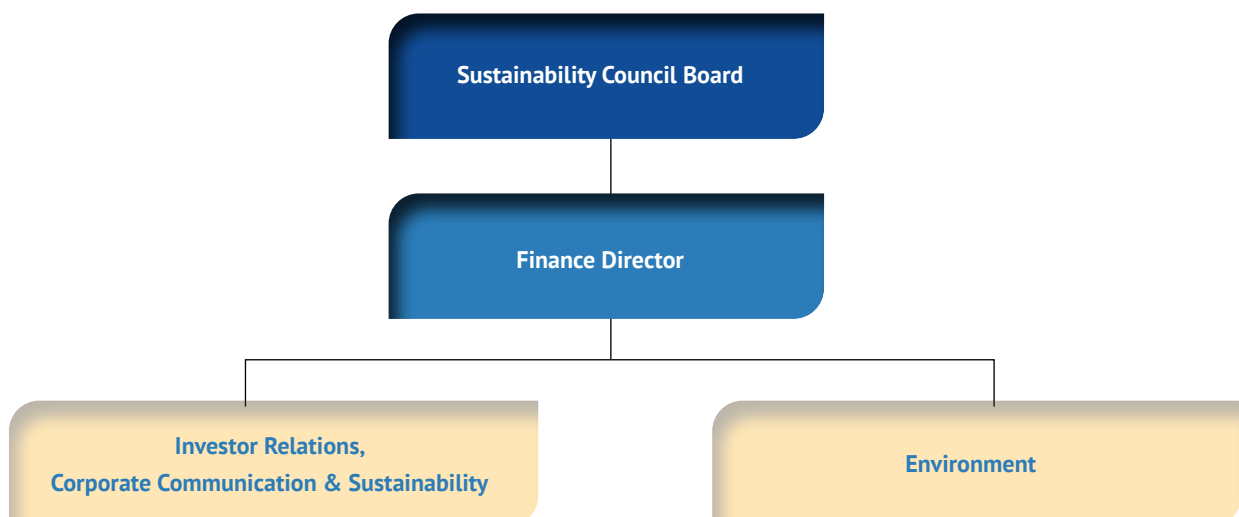 Sustainability Council Board
Finance Director
Investor Relations,
Corporate Communication & Sustainability
Environment